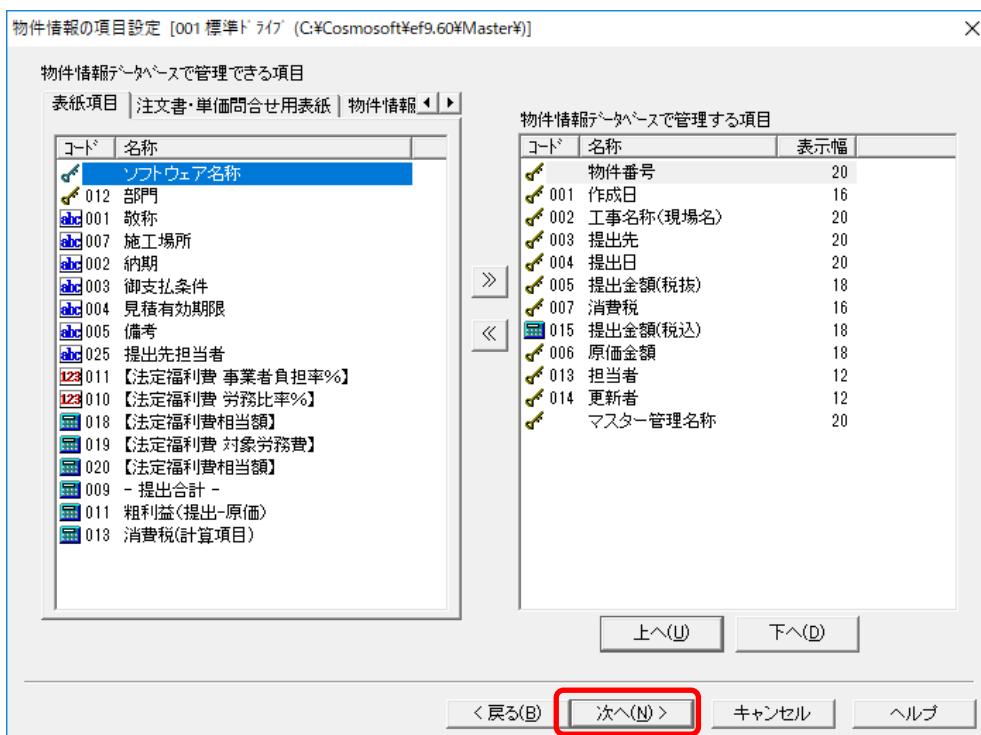 物件情報の項目設定 [001 標準ﾄﾞﾗｲﾌﾞ (C:¥Cosmosoft¥ef9.60¥Master¥)]
物件情報ﾃﾞｰﾀﾍﾞｰｽで管理できる項目
表紙項目 注文書・単価問合せ用表紙 物件情報
ｺｰﾄﾞ 名称
ソフトウェア名称
012 部門
abc 001 敬称
abc 007 施工場所
abc 002 納期
abc 003 御支払条件
abc 004 見積有効期限
abc 005 備考
abc 025 提出先担当者
123 011 【法定福利費 事業者負担率%】
123 010 【法定福利費 労務比率%】
018 【法定福利費相当額】
019 【法定福利費 対象労務費】
020 【法定福利費相当額】
009 - 提出合計 -
011 粗利益(提出-原価)
013 消費税(計算項目)
≫
≪
物件情報ﾃﾞｰﾀﾍﾞｰｽで管理する項目
ｺｰﾄﾞ 名称 表示幅
物件番号 20
001 作成日 16
002 工事名称(現場名) 20
003 提出先 20
004 提出日 20
005 提出金額(税抜) 18
007 消費税 16
015 提出金額(税込) 18
006 原価金額 18
013 担当者 12
014 更新者 12
マスター管理名称 20
上へ(U) 下へ(D)
< 戻る(B) 次へ(N) > キャンセル ヘルプ